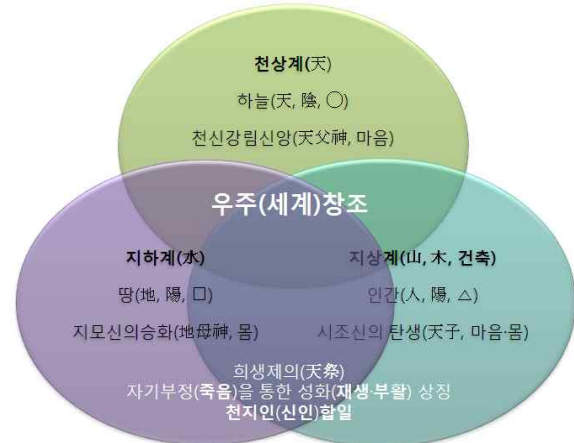 천상계(天)
하늘(天, 陰, ○)
천신강림신앙(天父神, 마음)
우주(세계)창조
지하계(水)
땅(地, 陽, □)
지모신의승화(地母神, 몸)
지상계(山, 木, 건축)
인간(人, 陽, △)
시조신의 탄생(天子, 마음·몸)
희생제의(天祭)
자기부정(죽음)을 통한 성화(재생·부활) 상징
천지인(신인)합일